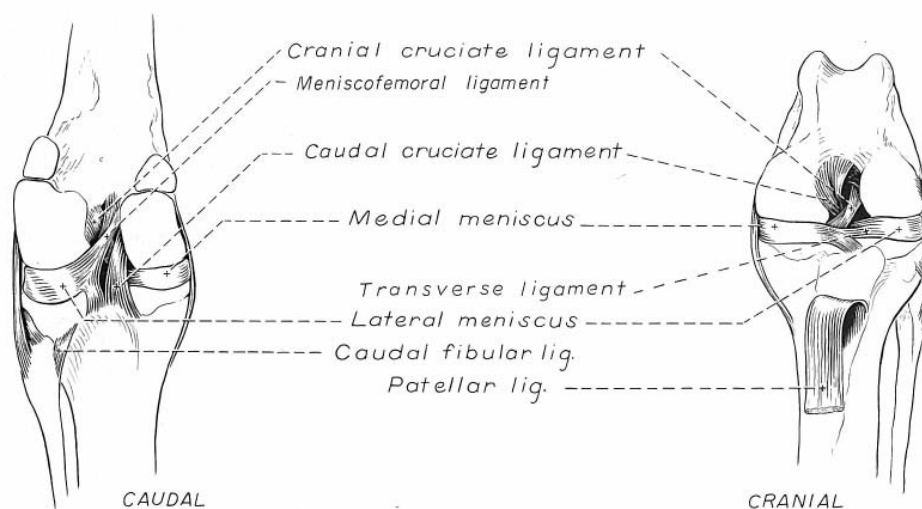 Cranial cruciate ligament
Meniscofemoral ligament
Caudal cruciate ligament
Medial meniscus
Transverse ligament
Lateral meniscus
Caudal fibular lig.
Patellar lig.
CAUDAL
CRANIAL